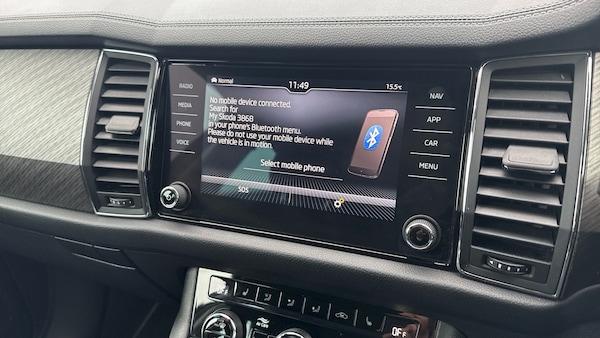 Normal
11:49
15.5°C
RADIO
MEDIA
PHONE
VOICE
No mobile device connected.
Search for
My Skoda 3868
in your phone's Bluetooth menu.
Please do not use your mobile device while
the vehicle is in motion.
Select mobile phone
SOS
NAV
APP
CAR
MENU
A/C
OFF